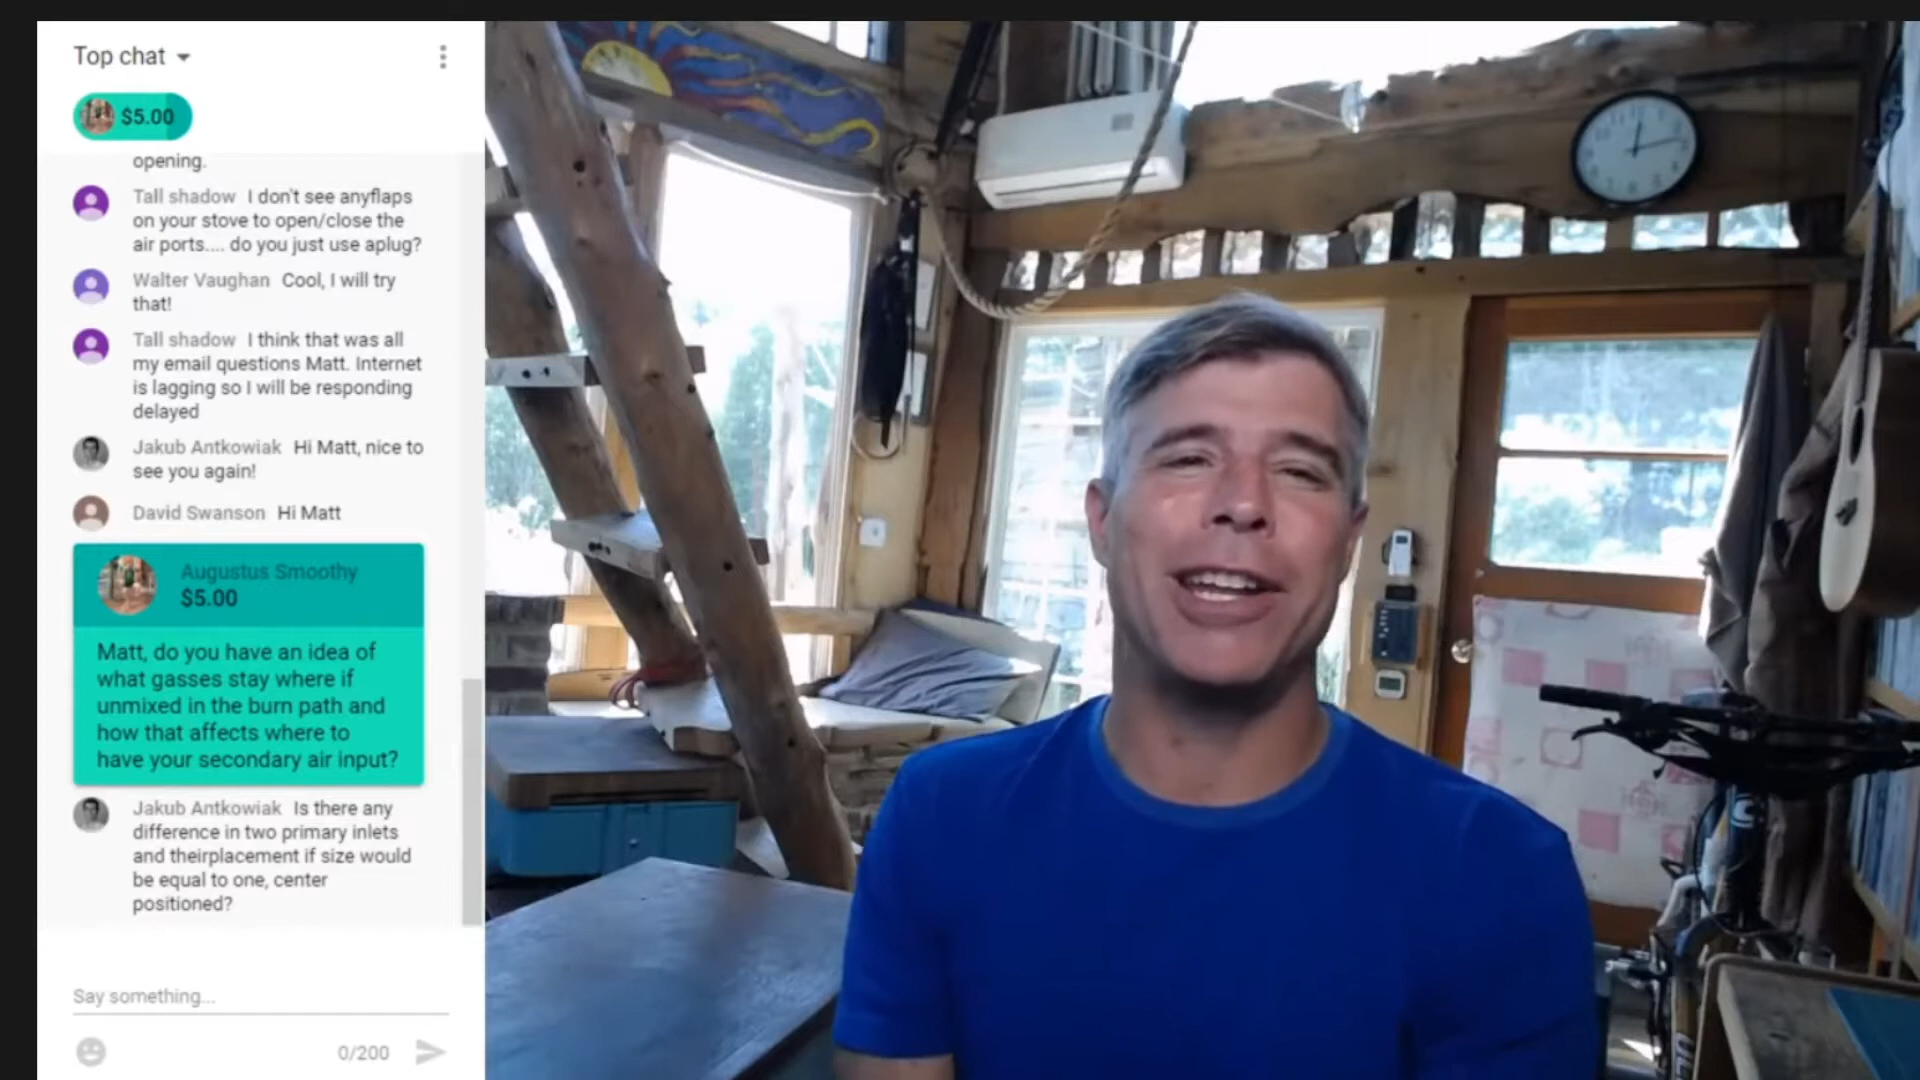 Top chat
$5.00
opening.
Tall shadow I don't see anyflaps
on your stove to open/close the
air ports.... do you just use aplug?
Walter Vaughan Cool, I will try
that!
Tall shadow I think that was all
my email questions Matt. Internet
is lagging so I will be responding
delayed
Jakub Antkowiak Hi Matt, nice to
see you again!
David Swanson Hi Matt
Augustus Smoothy
$5.00
Matt, do you have an idea of
what gasses stay where if
unmixed in the burn path and
how that affects where to
have your secondary air input?
Jakub Antkowiak Is there any
difference in two primary inlets
and theirplacement if size would
be equal to one, center
positioned?
Say something...
0/200